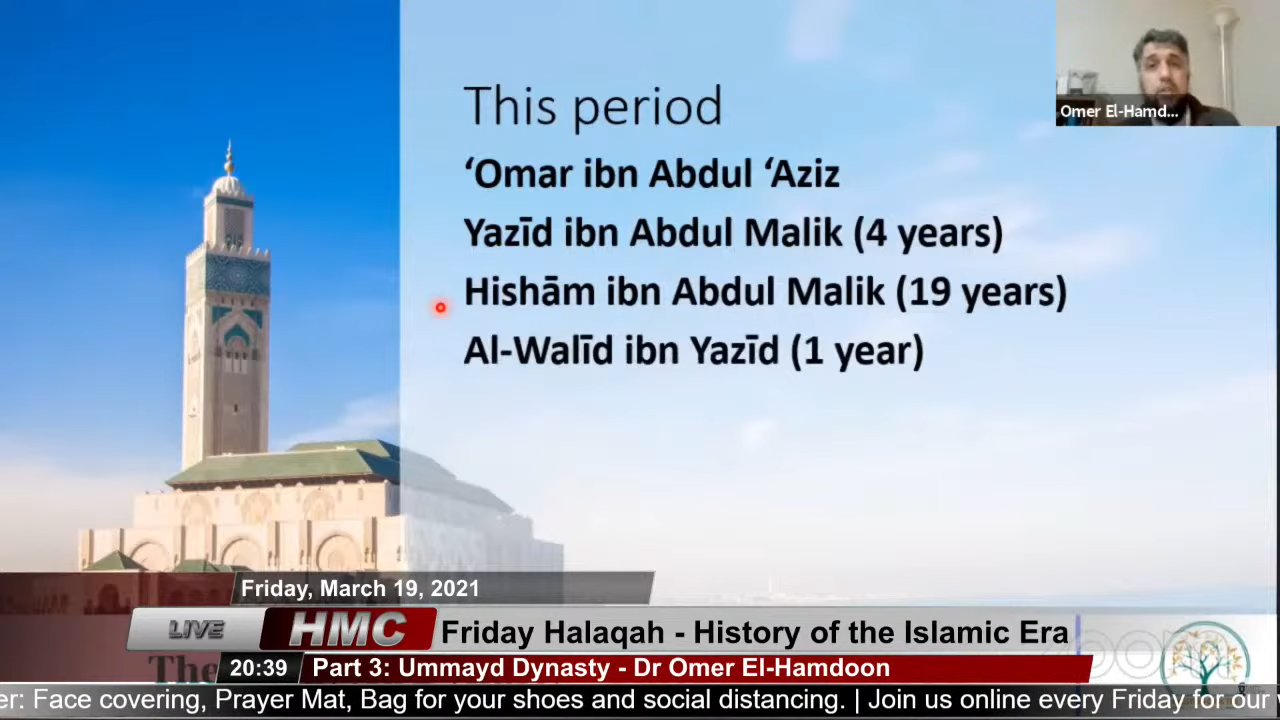 This period
Omer El-Hamd...
‘Omar ibn Abdul ‘Aziz
Yazīd ibn Abdul Malik (4 years)
Hishām ibn Abdul Malik (19 years)
Al-Walīd ibn Yazīd (1 year)
Friday, March 19, 2021
LIVE
HMC
Friday Halaqah - History of the Islamic Era
zoom
The
20:39
Part 3: Ummayd Dynasty - Dr Omer El-Hamdoon
er: Face covering, Prayer Mat, Bag for your shoes and social distancing. | Join us online every Friday for our